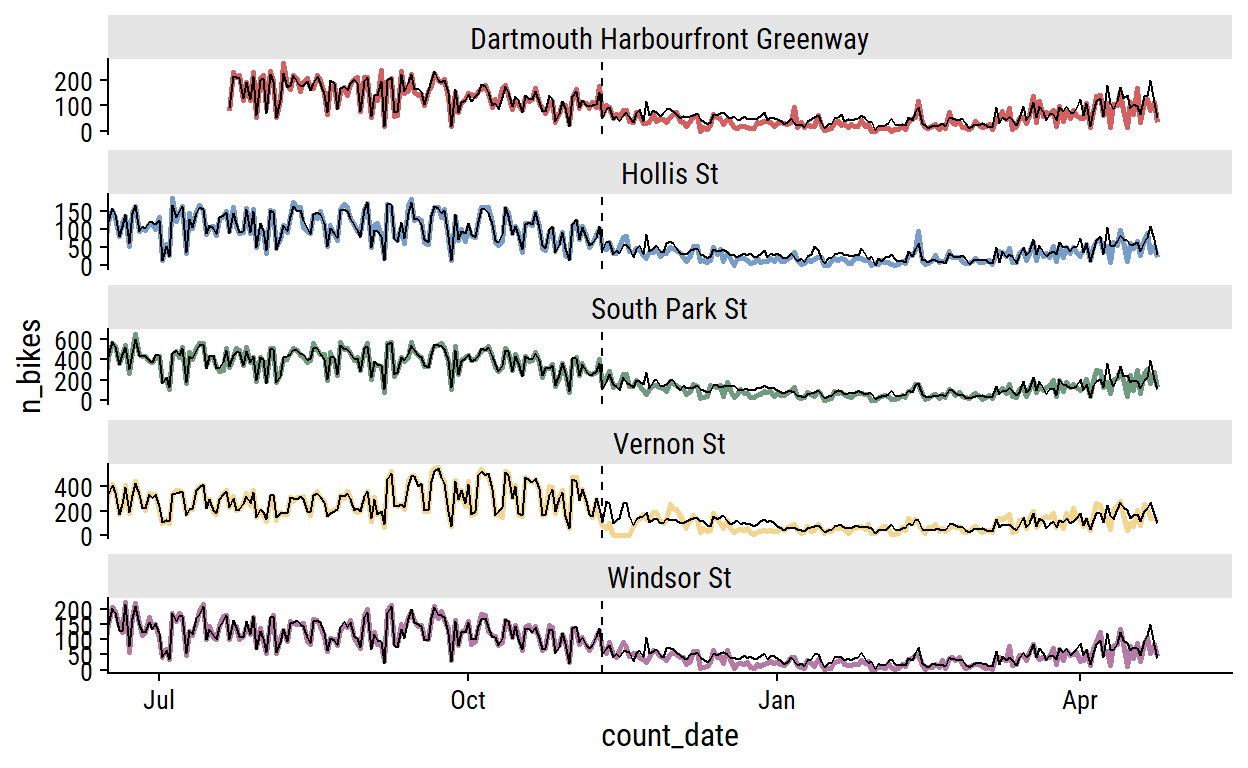 Dartmouth Harbourfront Greenway
200
100
0
Hollis St
150
100
50
0
South Park St
600
400
200
0
n_bikes
Vernon St
400
200
0
Windsor St
200
150
100
50
0
Jul Oct Jan Apr
count_date